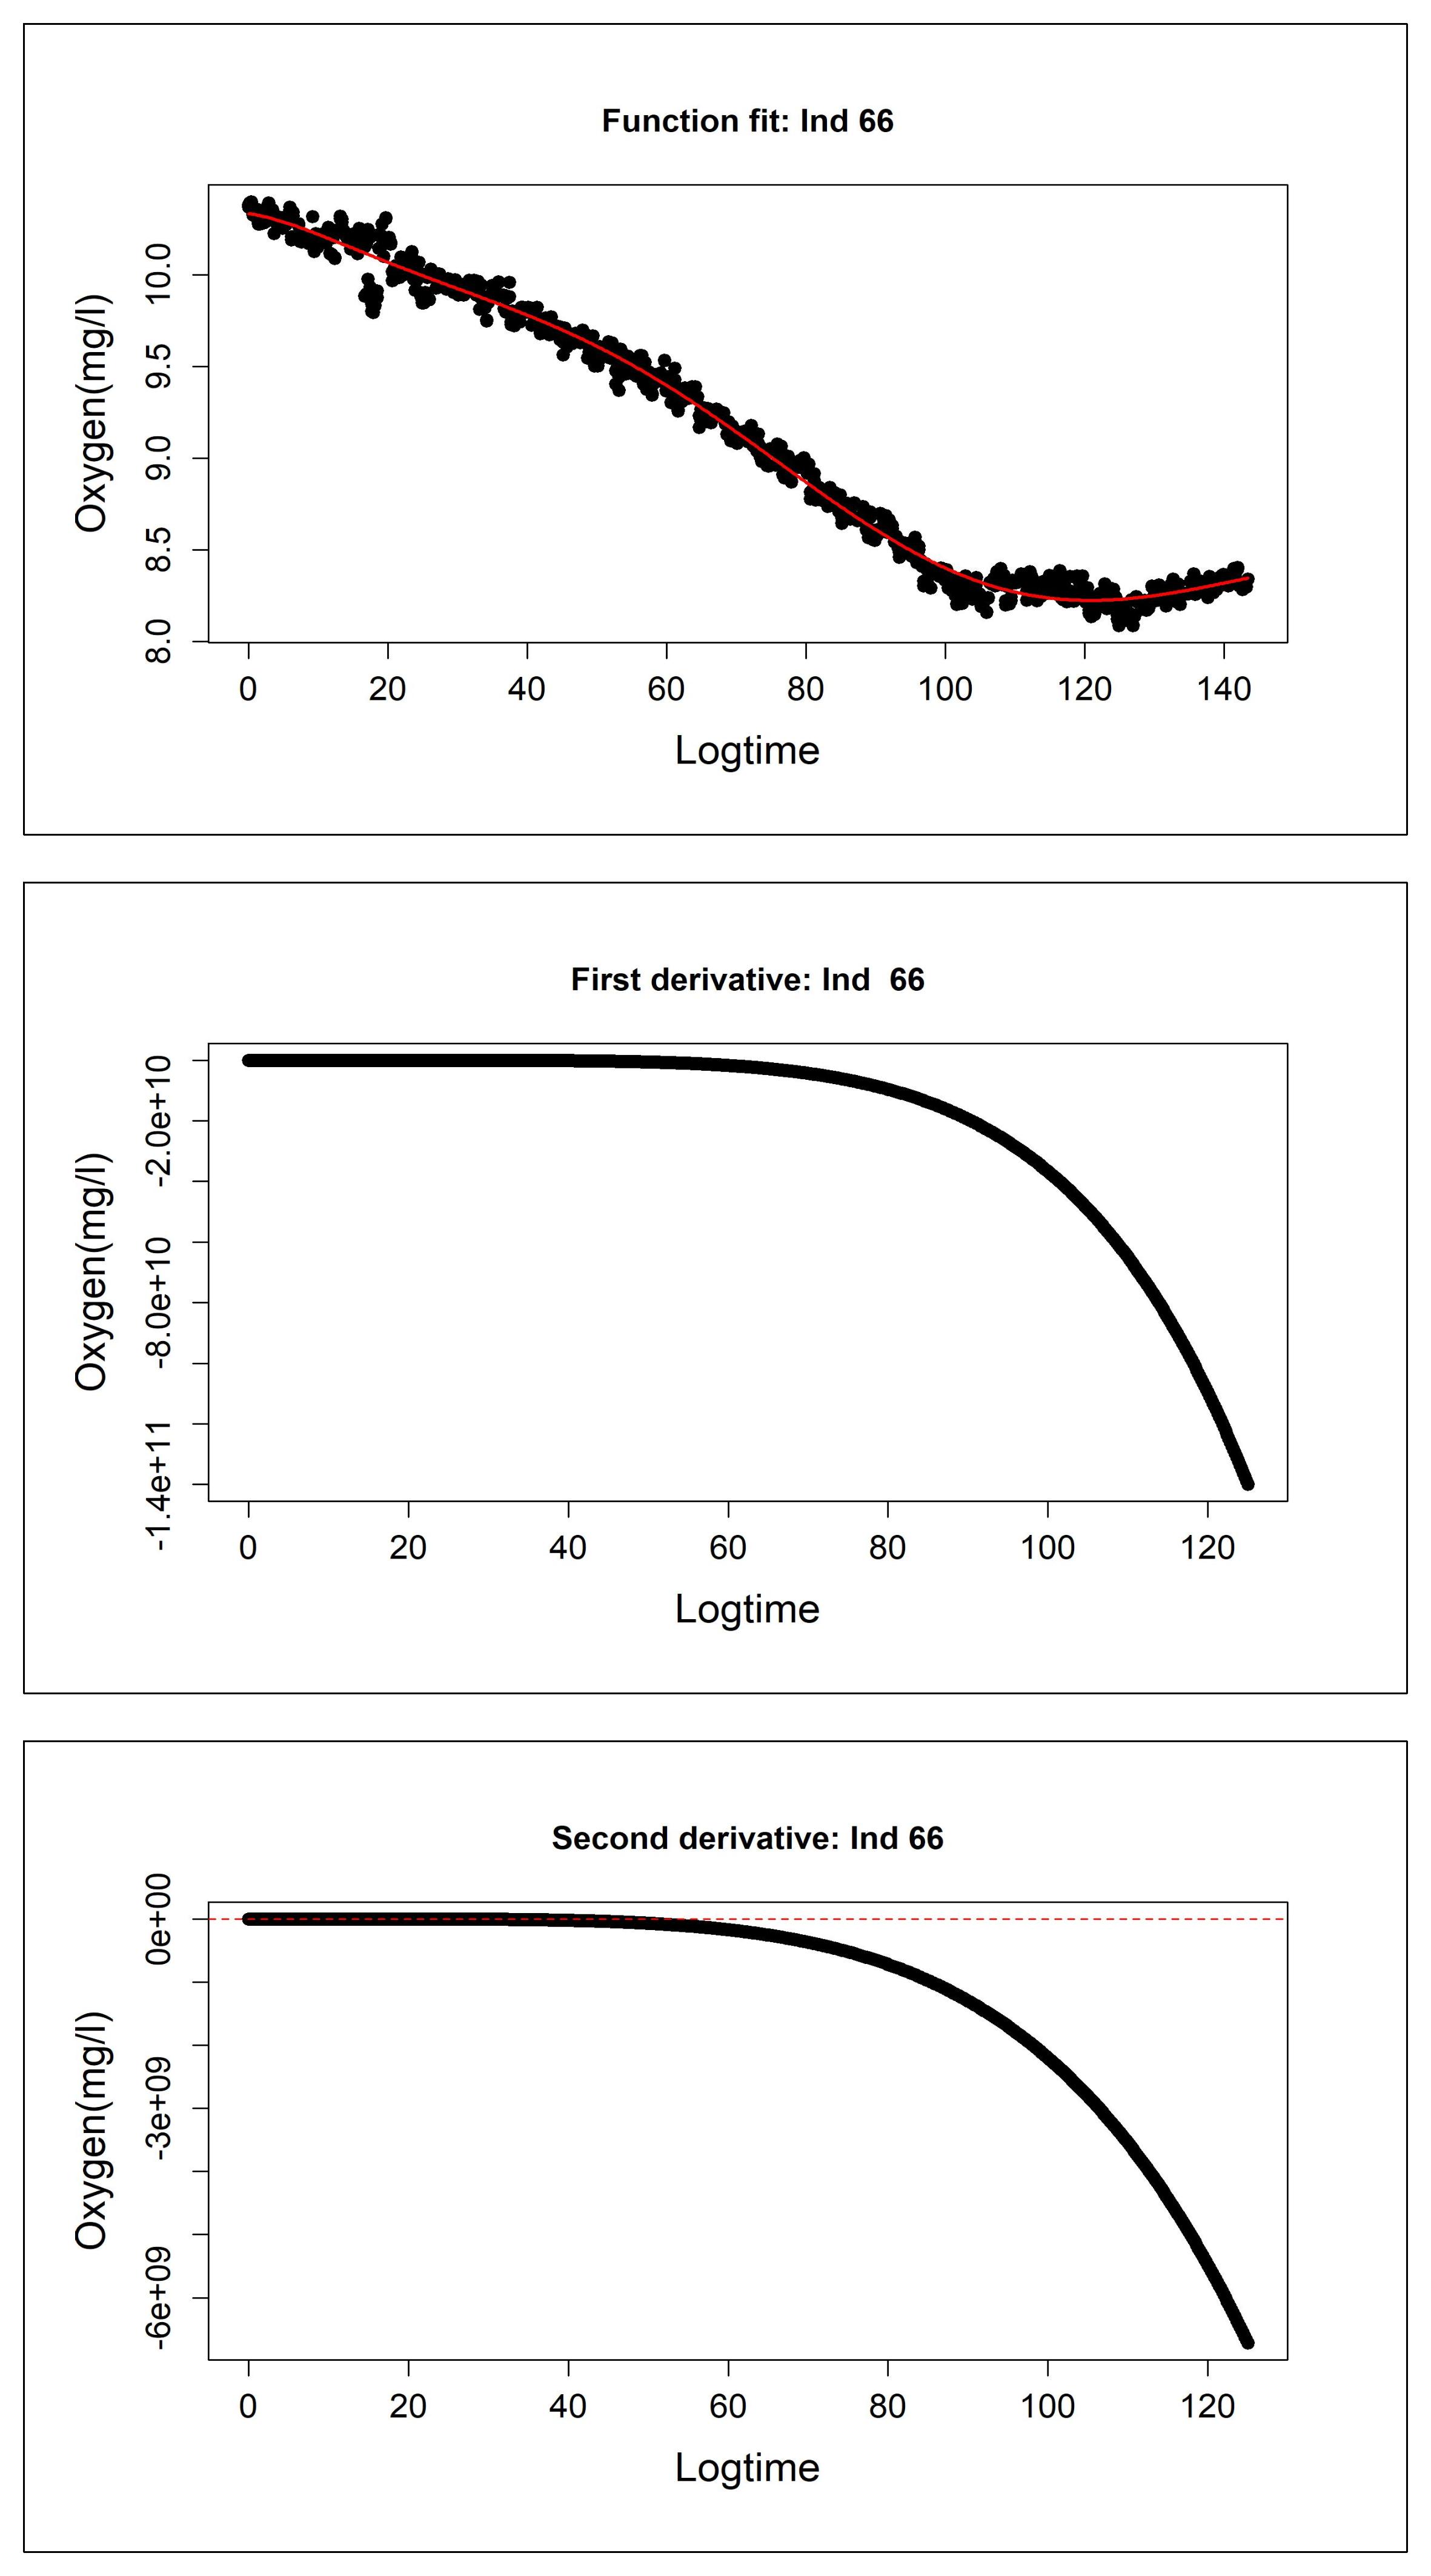 Function fit: Ind 66
Oxygen(mg/l)
10.0
9.5
9.0
8.5
8.0
0 20 40 60 80 100 120 140
Logtime
First derivative: Ind  66
Oxygen(mg/l)
-2.0e+10
-8.0e+10
-1.4e+11
0 20 40 60 80 100 120
Logtime
Second derivative: Ind 66
Oxygen(mg/l)
0e+00
-3e+09
-6e+09
0 20 40 60 80 100 120
Logtime